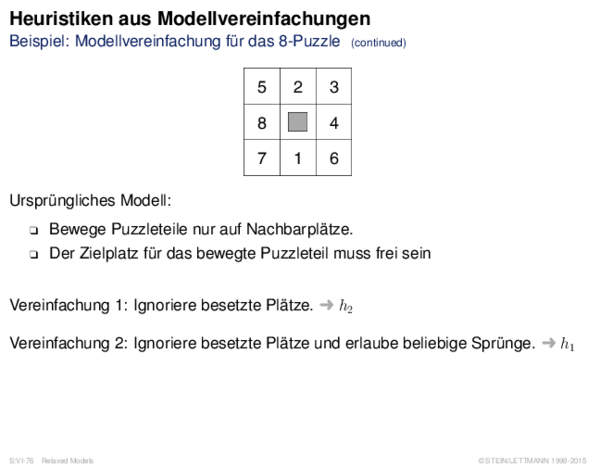 Heuristiken aus Modellvereinfachungen
Beispiel: Modellvereinfachung für das 8-Puzzle (continued)
5 2 3
8 4
7 1 6
Ursprüngliches Modell:
❑ Bewege Puzzleteile nur auf Nachbarplätze.
❑ Der Zielplatz für das bewegte Puzzleteil muss frei sein
Vereinfachung 1: Ignoriere besetzte Plätze. ➜ h₂
Vereinfachung 2: Ignoriere besetzte Plätze und erlaube beliebige Sprünge. ➜ h₁
S:VI-76 Relaxed Models ©STEIN/LETTMANN 1998-2015